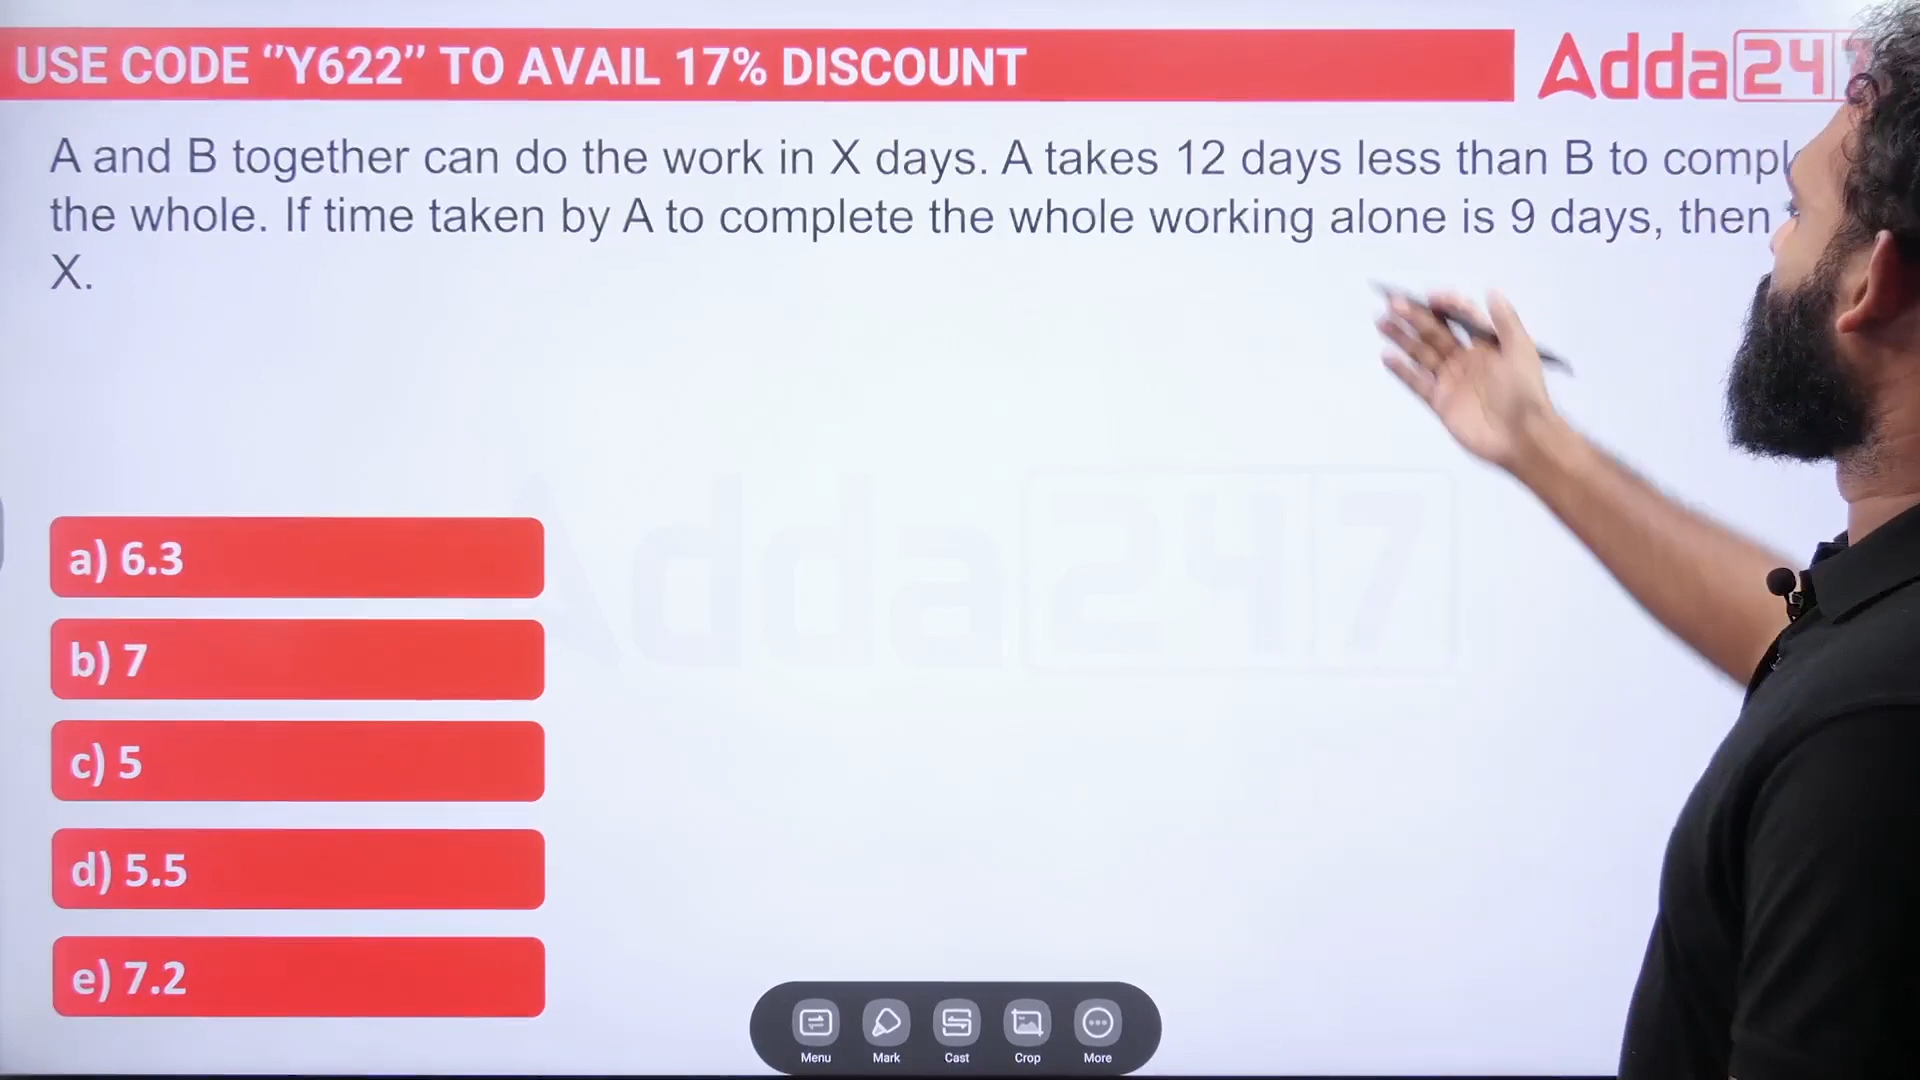 USE CODE ‘’Y622’’ TO AVAIL 17% DISCOUNT
Adda247
A and B together can do the work in X days. A takes 12 days less than B to
the whole. If time taken by A to complete the whole working alone is 9 days, then
X.
a) 6.3
b) 7
c) 5
d) 5.5
e) 7.2
Menu
Mark
Cast
Crop
More